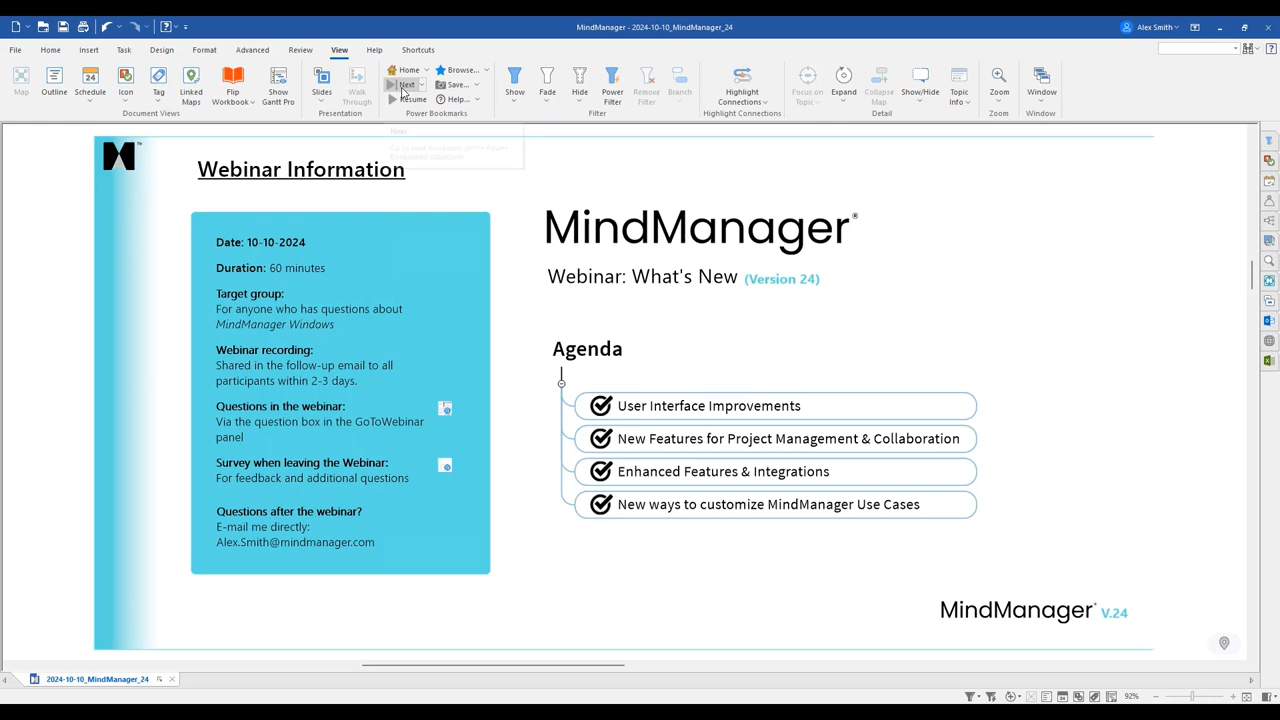 MindManager - 2024-10-10_MindManager_24
Alex Smith
File Home Insert Task Design Format Advanced Review View Help Shortcuts
Map
Outline
Schedule
Icon
Tag
Linked
Maps
Flip
Workbook
Show
Gantt Pro
Document Views
Slides
Walk
Through
Presentation
Home
Next
Resume
Browse...
Save...
Help...
Power Bookmarks
Show
Fade
Hide
Power
Filter
Remove
Filter
Branch
Filter
Highlight
Connections
Highlight Connections
Focus on
Topic
Expand
Collapse
Map
Show/Hide
Topic
Info
Detail
Zoom
Zoom
Window
Window
Webinar Information
Date: 10-10-2024
Duration: 60 minutes
Target group:
For anyone who has questions about
MindManager Windows
Webinar recording:
Shared in the follow-up email to all
participants within 2-3 days.
Questions in the webinar:
Via the question box in the GoToWebinar
panel
Survey when leaving the Webinar:
For feedback and additional questions
Questions after the webinar?
E-mail me directly:
Alex.Smith@mindmanager.com
MindManager®
Webinar: What's New (Version 24)
Agenda
User Interface Improvements
New Features for Project Management & Collaboration
Enhanced Features & Integrations
New ways to customize MindManager Use Cases
MindManager® V.24
2024-10-10_MindManager_24
92%